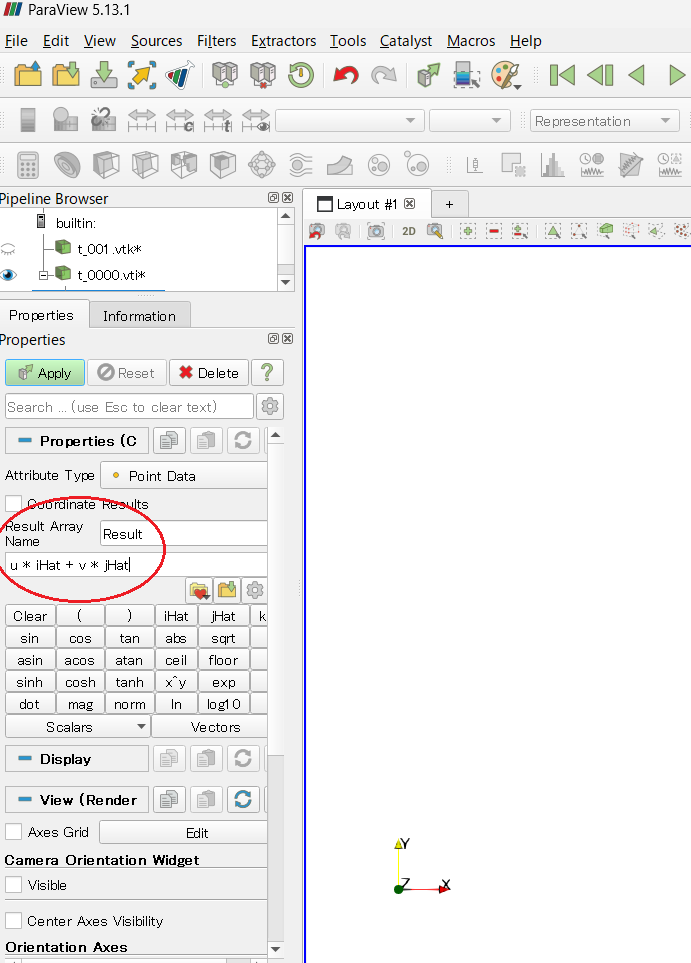 ParaView 5.13.1
File Edit View Sources Filters Extractors Tools Catalyst Macros Help
Representation
Pipeline Browser
Layout #1
+
builtin:
t_001.vtk*
t_0000.vti*
2D
Properties Information
Properties
Apply Reset Delete ?
Search ... (use Esc to clear text)
Properties (C
Attribute Type Point Data
Coordinate Results
Result Array
Name
Result
u * iHat + v * jHat
Clear ( ) iHat jHat k
sin cos tan abs sqrt
asin acos atan ceil floor
sinh cosh tanh x^y exp
dot mag norm ln log10
Scalars Vectors
Display
View (Render
Axes Grid Edit
Camera Orientation Widget
Visible
Center Axes Visibility
Orientation Axes
Y
Z X